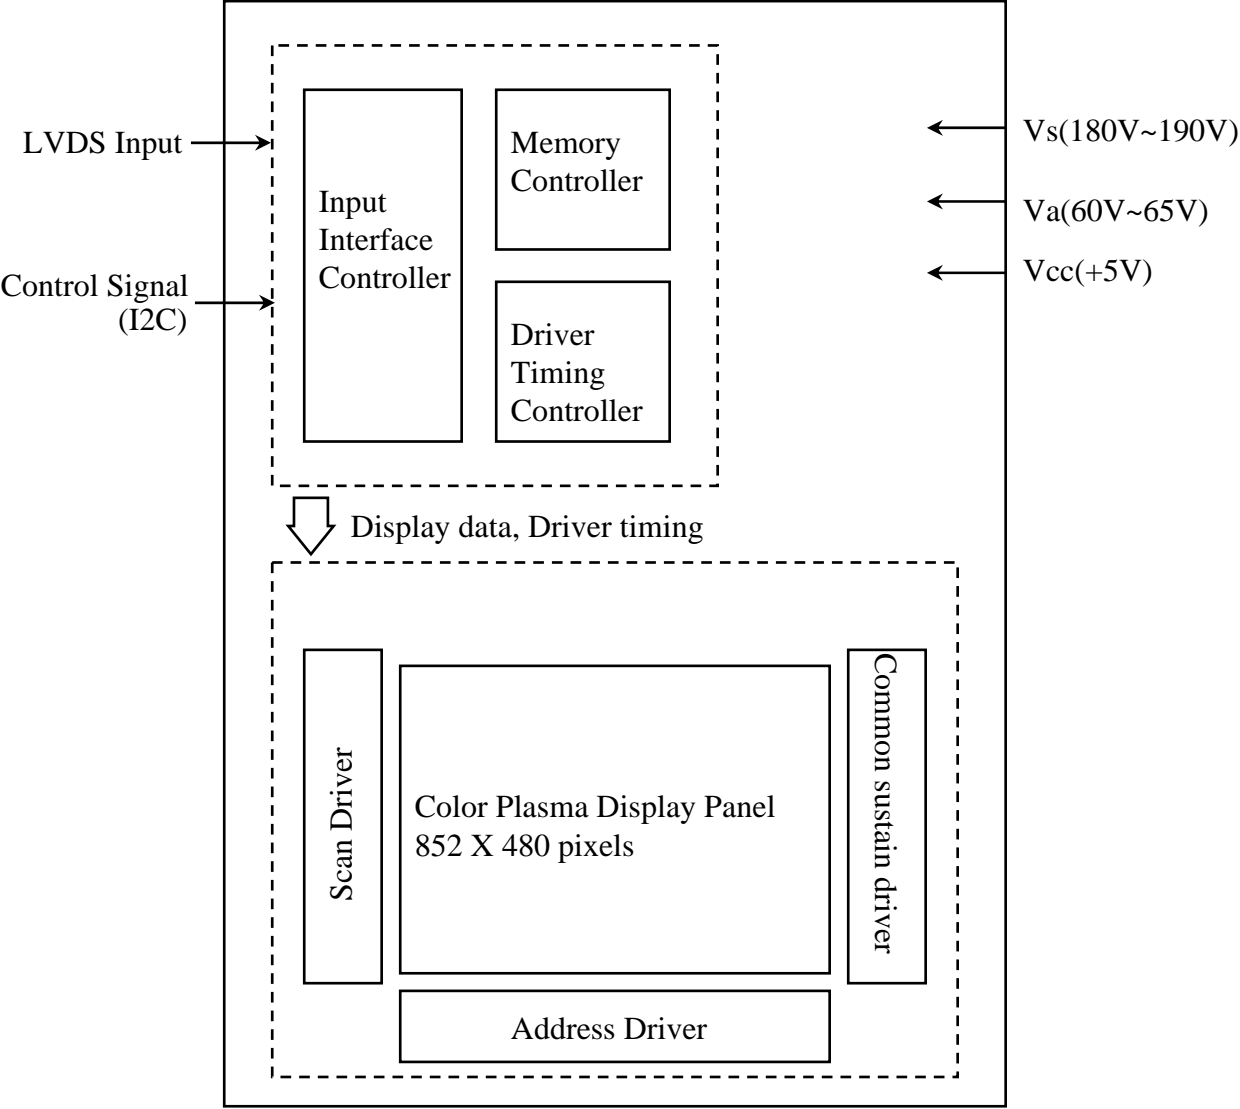 LVDS Input
Control Signal
(I2C)
Input
Interface
Controller
Memory
Controller
Driver
Timing
Controller
Vs(180V~190V)
Va(60V~65V)
Vcc(+5V)
Display data, Driver timing
Scan Driver
Color Plasma Display Panel
852 X 480 pixels
Common sustain driver
Address Driver